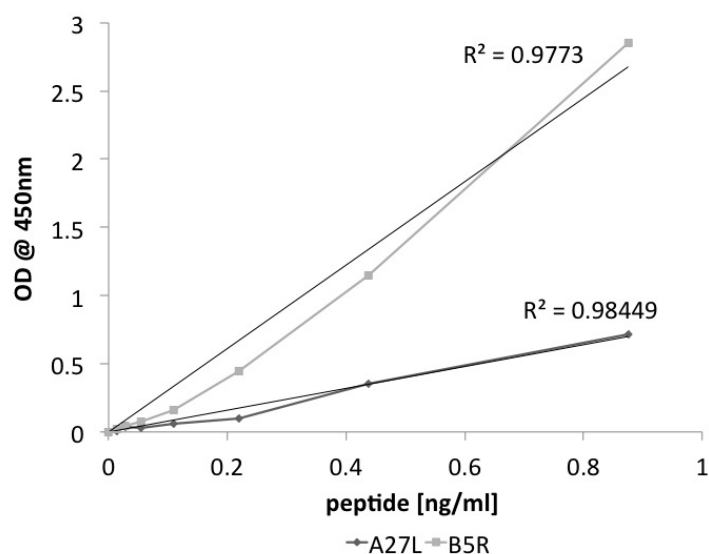 3
R² = 0.9773
2.5
2
OD @ 450nm
1.5
1
R² = 0.98449
0.5
0
0 0.2 0.4 0.6 0.8 1
peptide [ng/ml]
A27L B5R